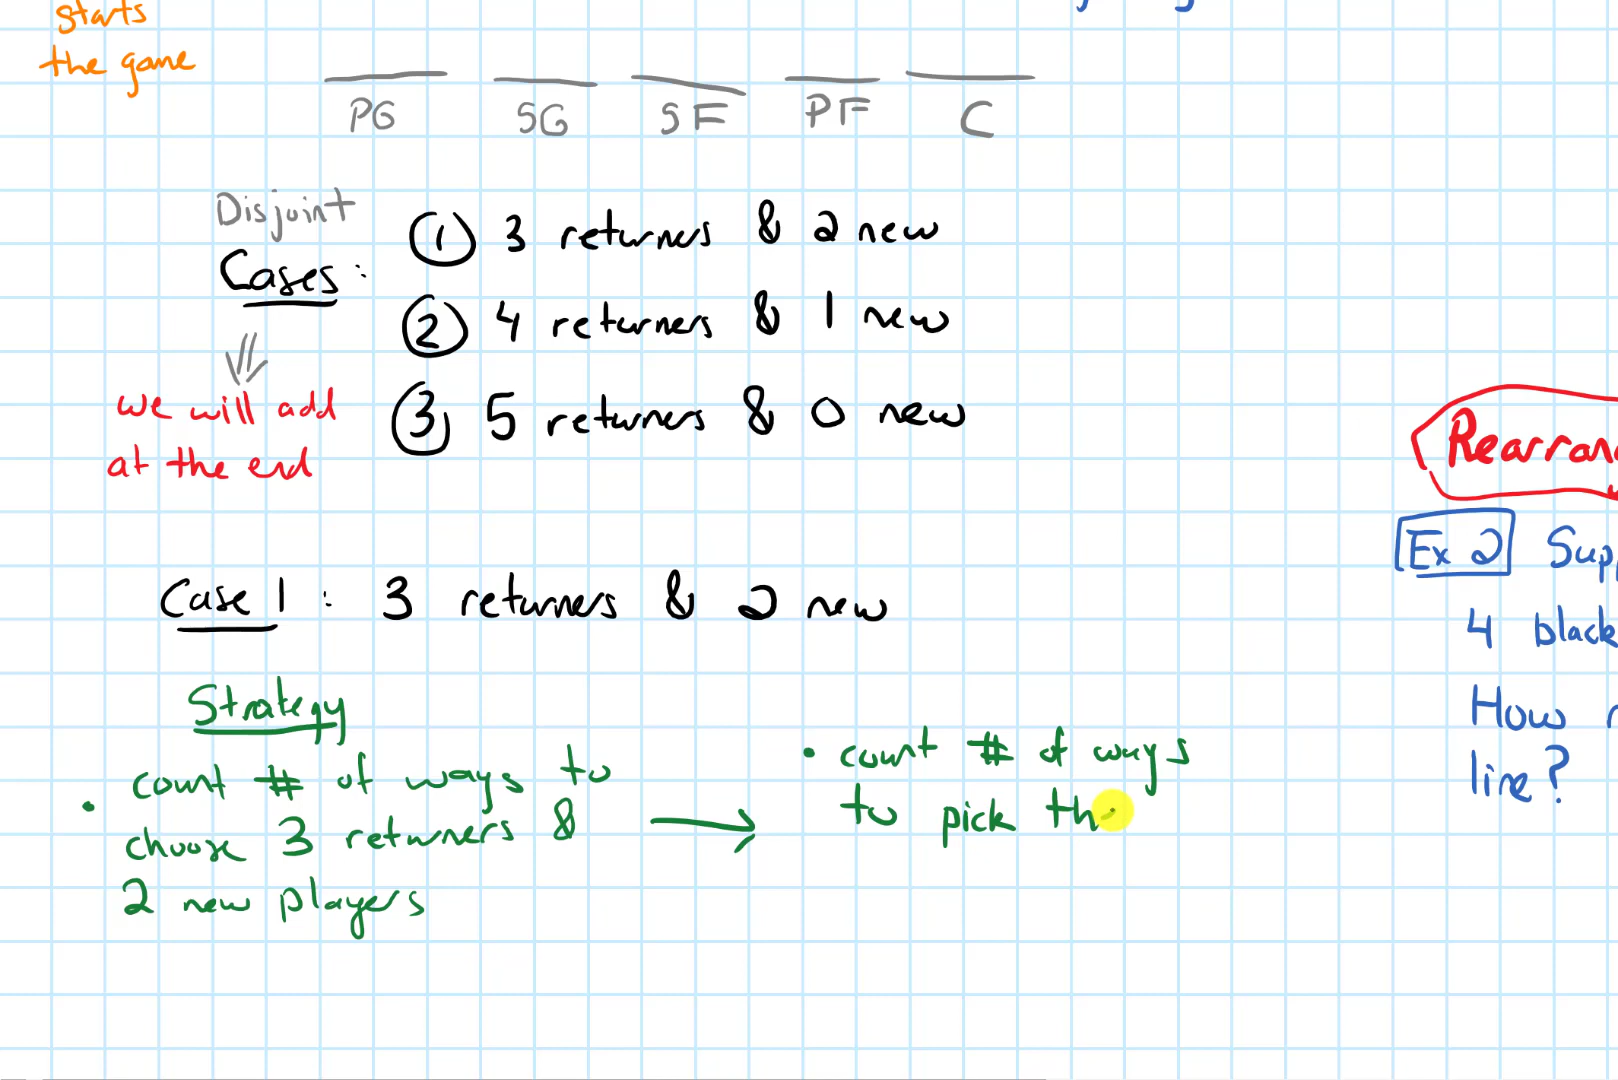 starts
the game
PG SG SF PF C
Disjoint
Cases :
① 3 returners & 2 new
② 4 returners & 1 new
③ 5 returners & 0 new
we will add
at the end
Case 1 : 3 returners & 2 new
Strategy
• count # of ways to
choose 3 returners &
2 new players
• count # of ways
to pick th
Ex 2
4 black
How
line?